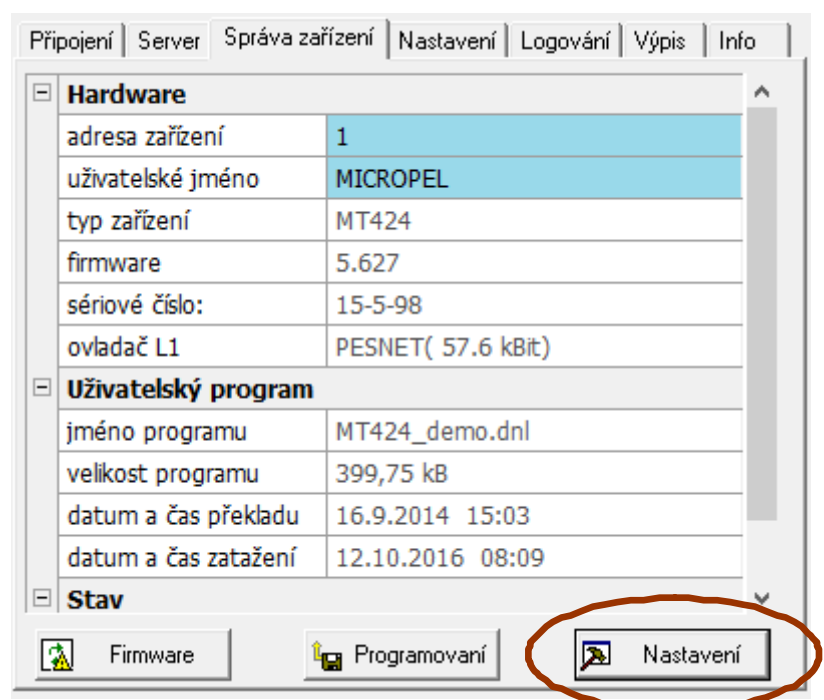 Připojení Server Správa zařízení Nastavení Logování Výpis Info
Hardware
adresa zařízení 1
uživatelské jméno MICROPEL
typ zařízení MT424
firmware 5.627
sériové číslo: 15-5-98
ovladač L1 PESNET( 57.6 kBit)
Uživatelský program
jméno programu MT424_demo.dnl
velikost programu 399,75 kB
datum a čas překladu 16.9.2014 15:03
datum a čas zatažení 12.10.2016 08:09
Stav
Firmware Programovaní Nastavení